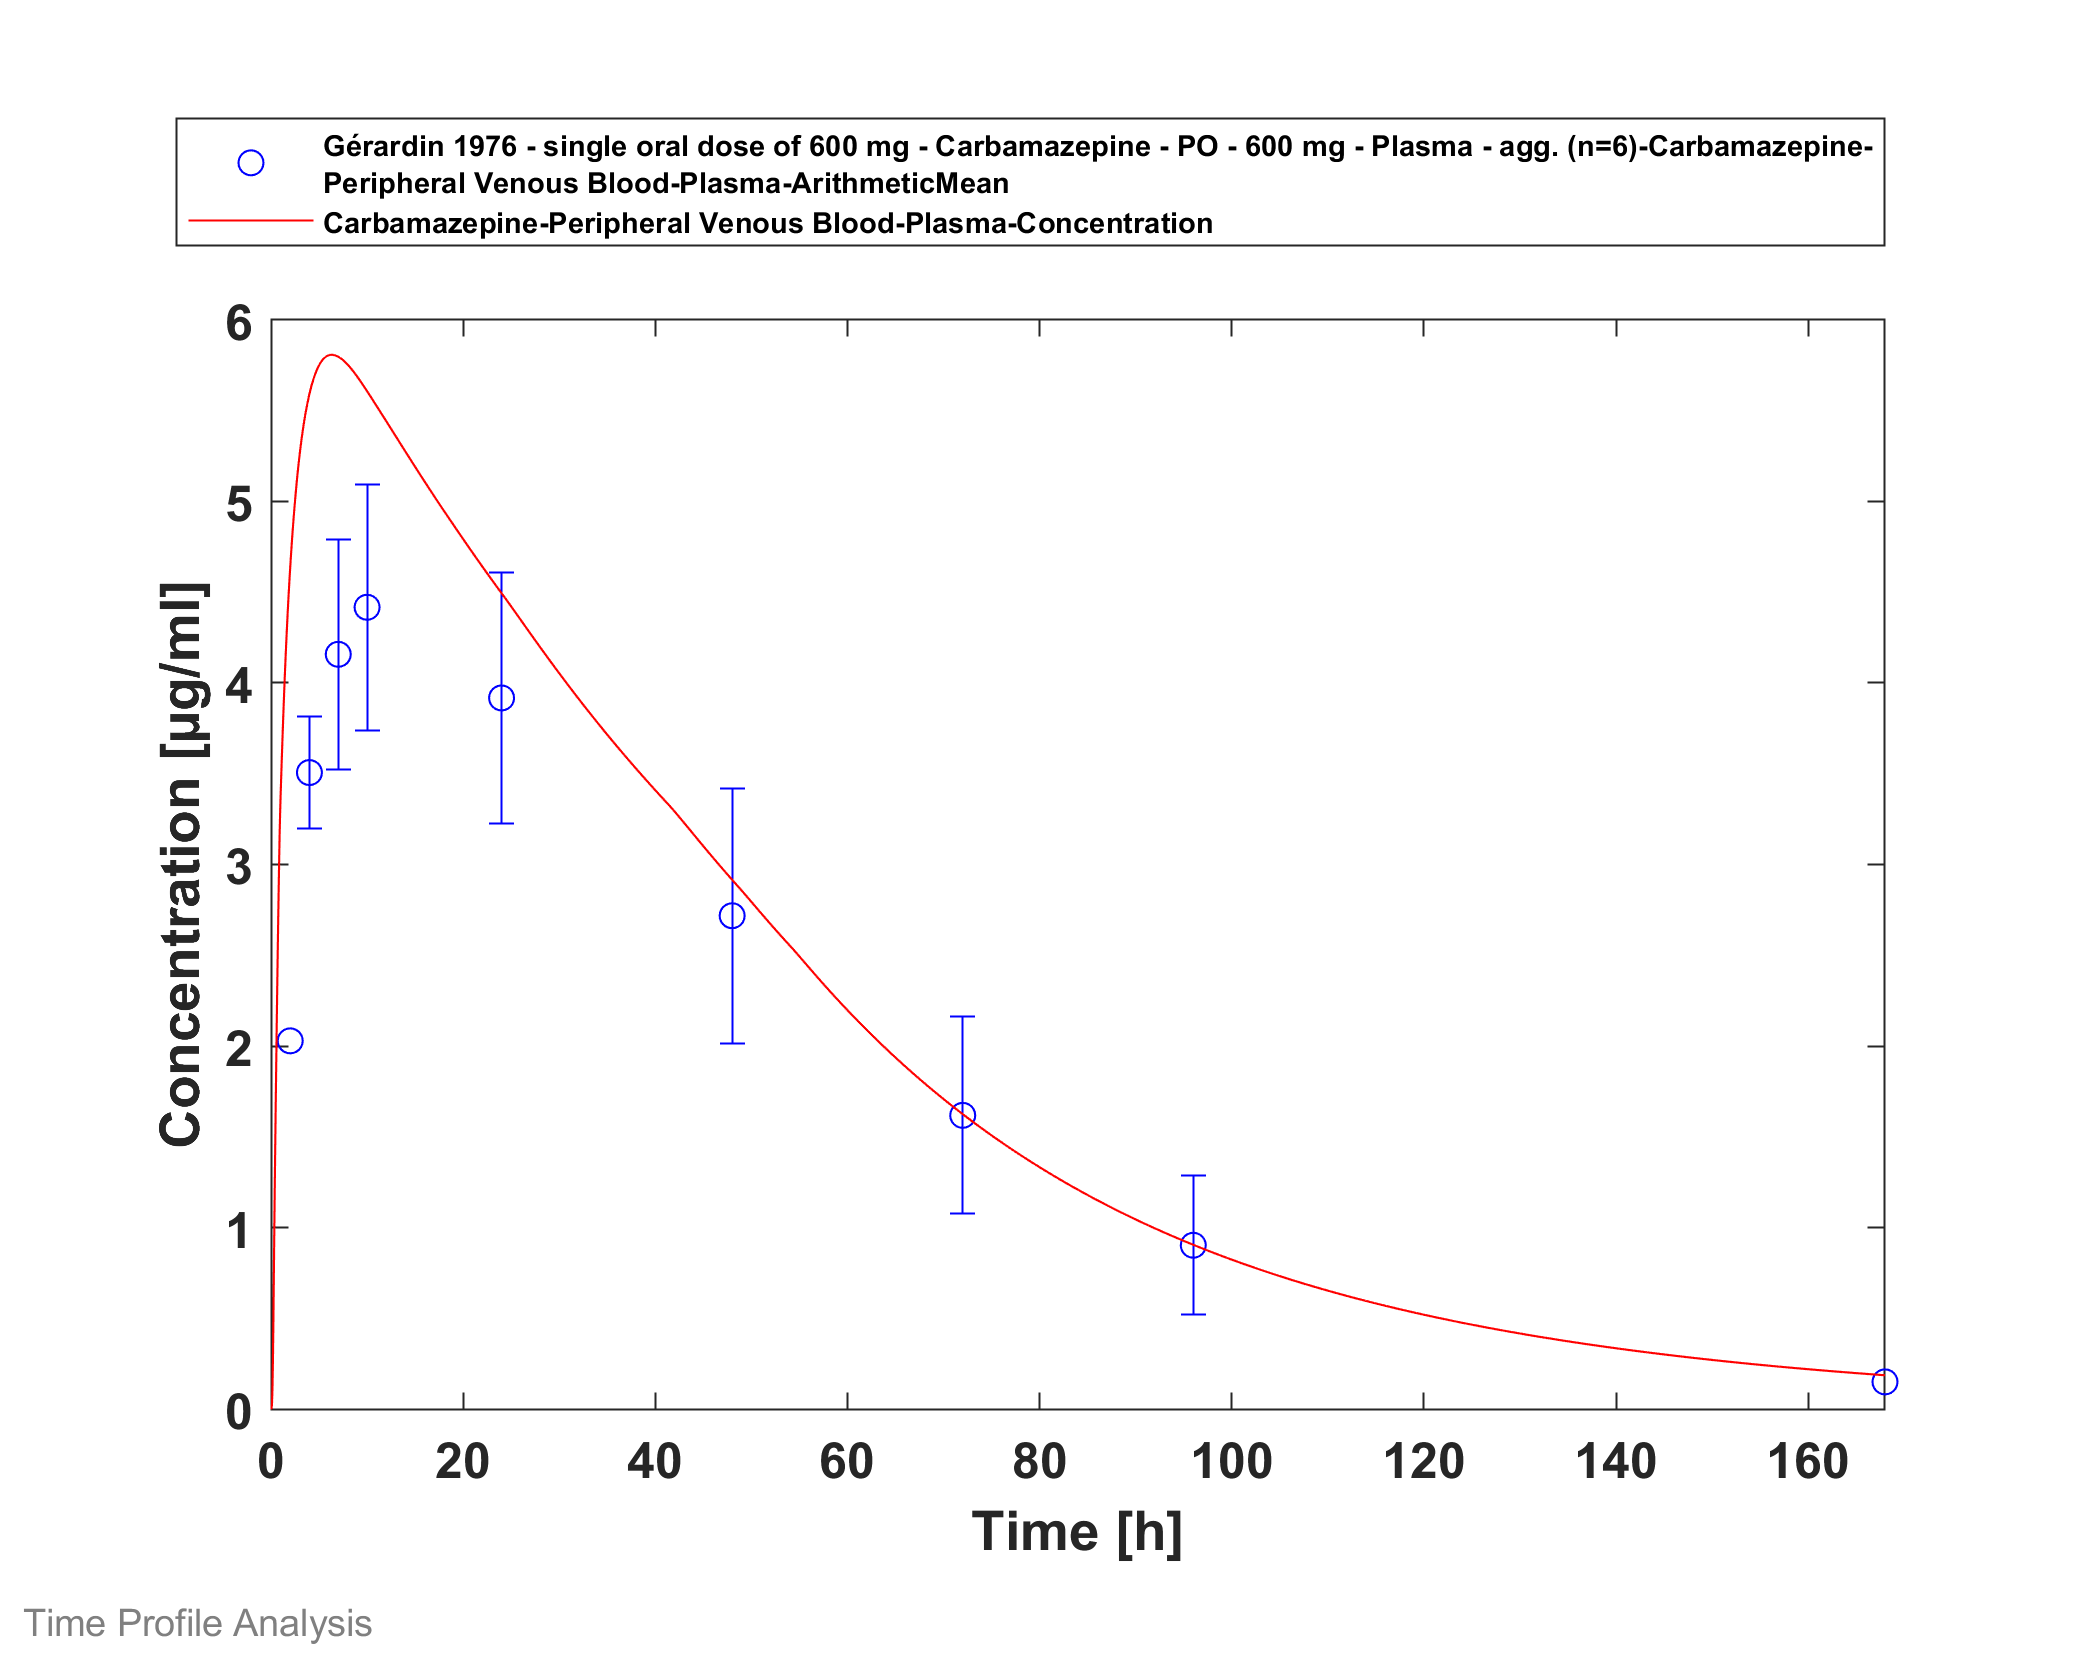 Gérardin 1976 - single oral dose of 600 mg - Carbamazepine - PO - 600 mg - Plasma - agg. (n=6)-Carbamazepine-
Peripheral Venous Blood-Plasma-ArithmeticMean
Carbamazepine-Peripheral Venous Blood-Plasma-Concentration
6
5
4
3
2
1
0
Concentration [µg/ml]
0 20 40 60 80 100 120 140 160
Time [h]
Time Profile Analysis